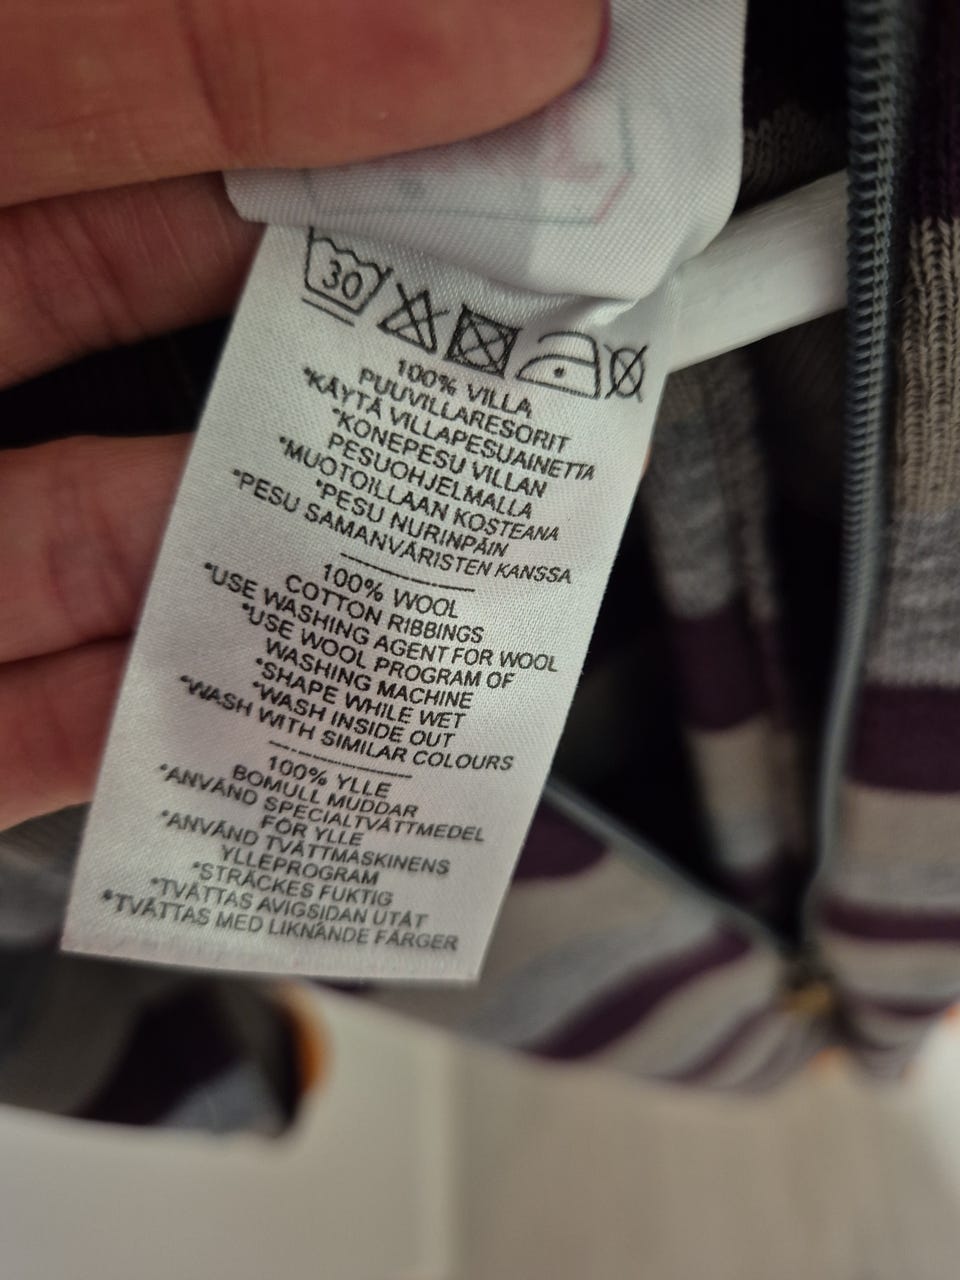 30
100% VILLA
PUUVILLARESORIT
*KÄYTÄ VILLAPESUAINETTA
*KONEPESU VILLAN
PESUOHJELMALLA
*MUOTOILLAAN KOSTEANA
*PESU NURINPÄIN
*PESU SAMANVÄRISTEN KANSSA
100% WOOL
COTTON RIBBINGS
*USE WASHING AGENT FOR WOOL
*USE WOOL PROGRAM OF
WASHING MACHINE
*SHAPE WHILE WET
*WASH INSIDE OUT
*WASH WITH SIMILAR COLOURS
100% YLLE
BOMULL MUDDAR
*ANVÄND SPECIALTVÄTTMEDEL
FÖR YLLE
*ANVÄND TVÄTTMASKINENS
YLLEPROGRAM
*STRÄCKES FUKTIG
*TVÄTTAS AVIGSIDAN UTÅT
*TVÄTTAS MED LIKNANDE FÄRGER